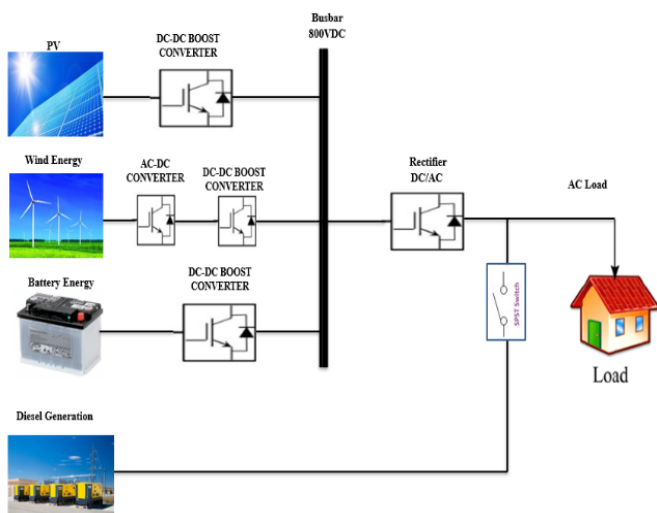 Busbar
800VDC
PV
DC-DC BOOST
CONVERTER
Wind Energy
AC-DC
CONVERTER
DC-DC BOOST
CONVERTER
Rectifier
DC/AC
AC Load
Battery Energy
DC-DC BOOST
CONVERTER
SPST Switch
Load
Diesel Generation